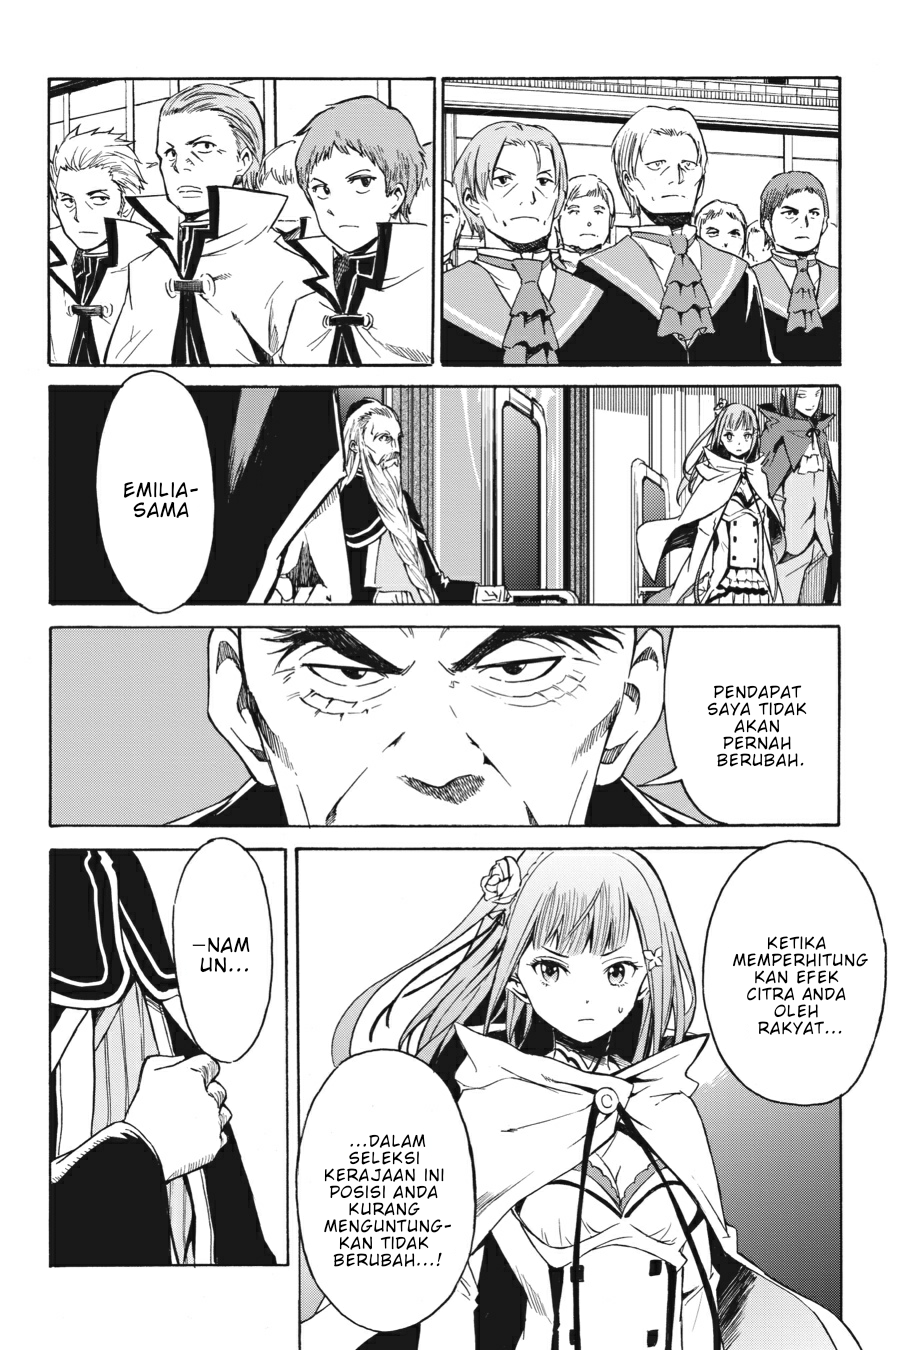 EMILIA-
SAMA
PENDAPAT
SAYA TIDAK
AKAN
PERNAH
BERUBAH.
KETIKA
MEMPERHITUNG
KAN EFEK
CITRA ANDA
OLEH
RAKYAT...
...DALAM
SELEKSI
KERAJAAN INI
POSISI ANDA
KURANG
MENGUNTUNG-
KAN TIDAK
BERUBAH...!
—NAM
UN...